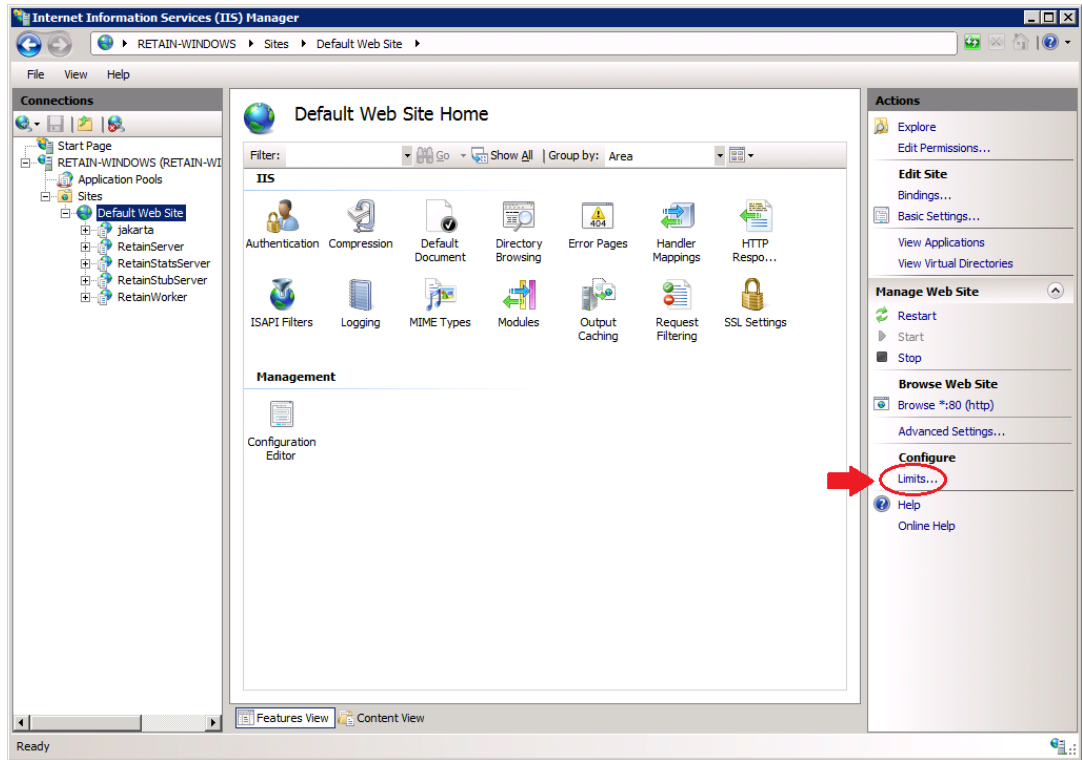 Internet Information Services (IIS) Manager
RETAIN-WINDOWS Sites Default Web Site
File View Help
Connections
Start Page
RETAIN-WINDOWS (RETAIN-WI
Application Pools
Sites
Default Web Site
jakarta
RetainServer
RetainStatsServer
RetainStubServer
RetainWorker
Default Web Site Home
Filter: Go Show All Group by: Area
IIS
Authentication Compression Default Directory Error Pages Handler HTTP
Document Browsing Mappings Respo...
404
ISAPI Filters Logging MIME Types Modules Output Request SSL Settings
Caching Filtering
Management
Configuration
Editor
Features View Content View
Actions
Explore
Edit Permissions...
Edit Site
Bindings...
Basic Settings...
View Applications
View Virtual Directories
Manage Web Site
Restart
Start
Stop
Browse Web Site
Browse *:80 (http)
Advanced Settings...
Configure
Limits...
Help
Online Help
Ready